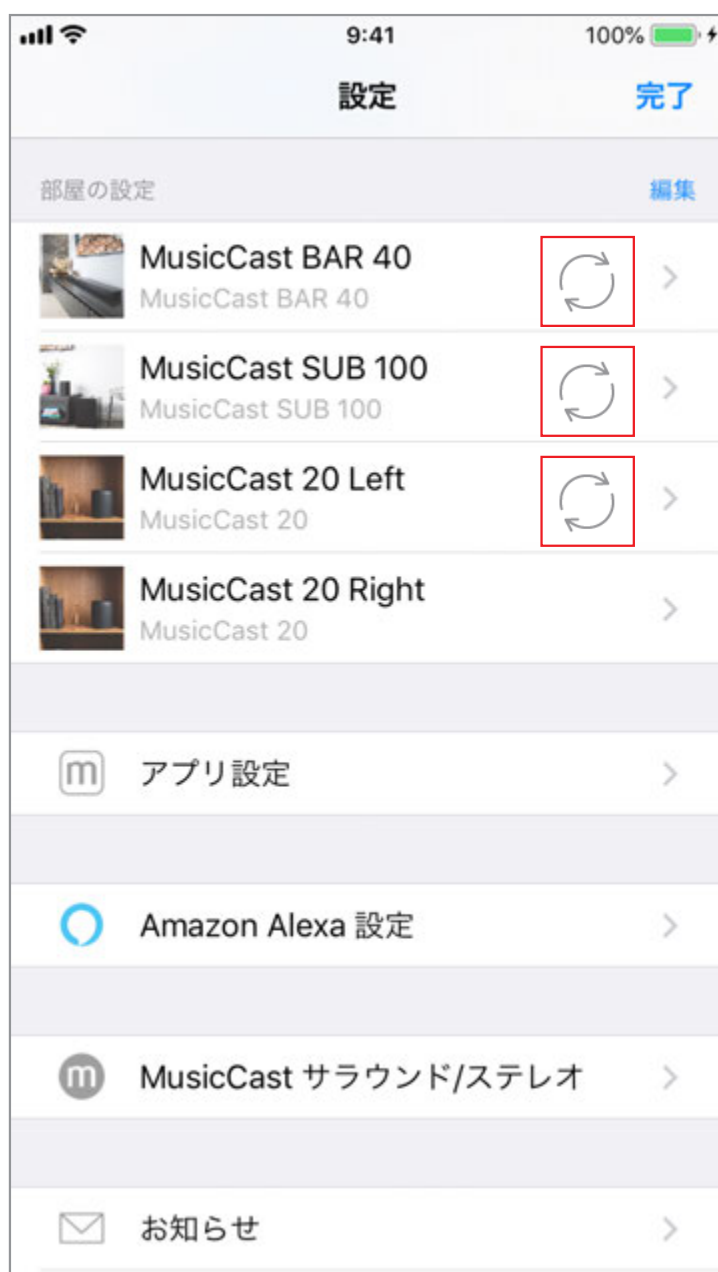 9:41
100%
設定
完了
部屋の設定
編集
MusicCast BAR 40
MusicCast BAR 40
MusicCast SUB 100
MusicCast SUB 100
MusicCast 20 Left
MusicCast 20
MusicCast 20 Right
MusicCast 20
m アプリ設定
Amazon Alexa 設定
m MusicCast サラウンド/ステレオ
お知らせ